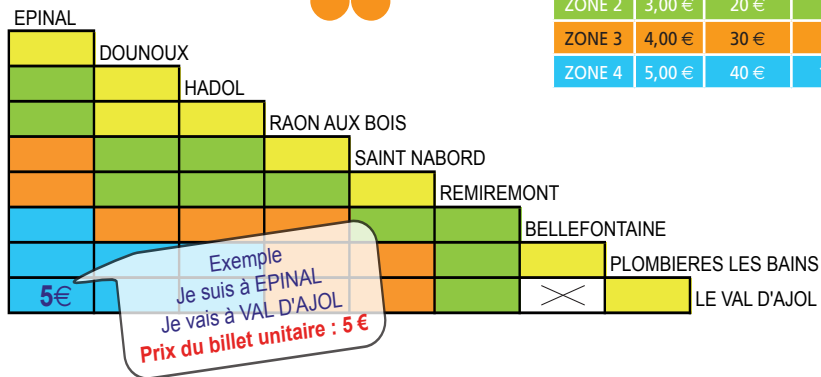 ZONE 2 3,00 € 20 €
ZONE 3 4,00 € 30 €
ZONE 4 5,00 € 40 €
EPINAL
DOUNOUX
HADOL
RAON AUX BOIS
SAINT NABORD
REMIREMONT
BELLEFONTAINE
PLOMBIERES LES BAINS
LE VAL D'AJOL
5€
Exemple
Je suis à EPINAL
Je vais à VAL D'AJOL
Prix du billet unitaire : 5 €